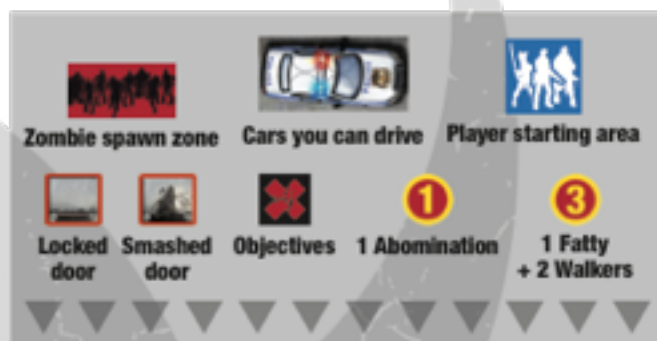 Zombie spawn zone
Cars you can drive
Player starting area
Locked
door
Smashed
door
Objectives
1
1 Abomination
3
1 Fatty
+ 2 Walkers